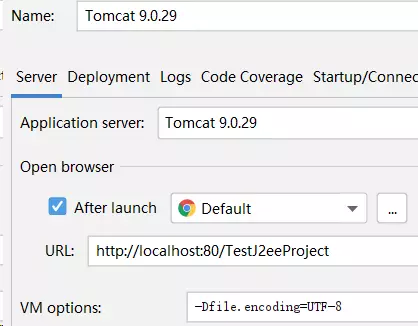 Name: Tomcat 9.0.29
Server Deployment Logs Code Coverage Startup/Connec
Application server: Tomcat 9.0.29
Open browser
After launch Default ...
URL: http://localhost:80/TestJ2eeProject
VM options: -Dfile.encoding=UTF-8